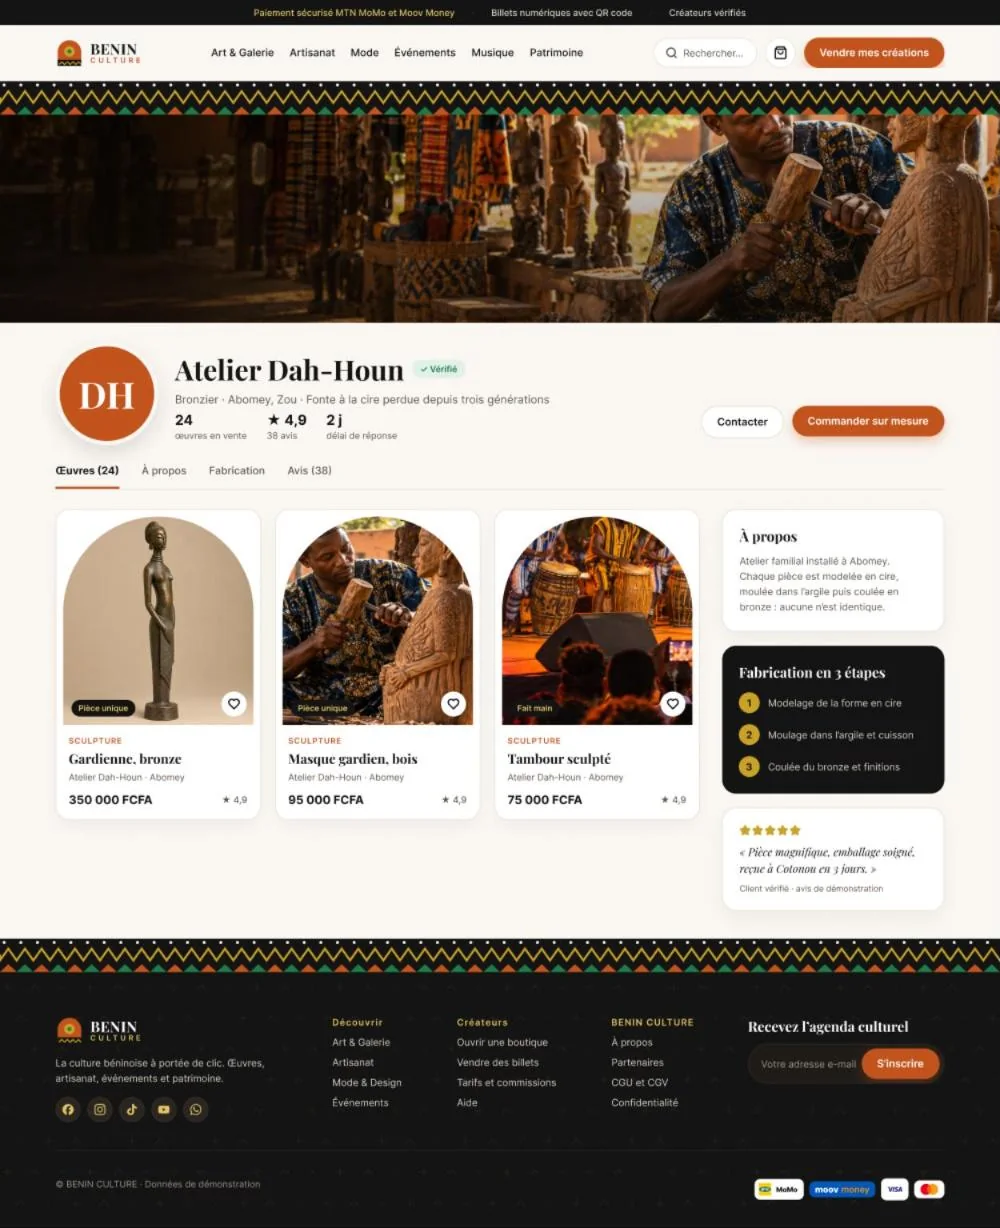 Paiement sécurisé MTN MoMo et Moov Money
Billets numériques avec QR code
Créateurs vérifiés
BENIN
CULTURE
Art & Galerie
Artisanat
Mode
Événements
Musique
Patrimoine
Rechercher...
Vendre mes créations
DH
Atelier Dah-Houn
✓ Vérifié
Bronzier · Abomey, Zou · Fonte à la cire perdue depuis trois générations
24
★ 4,9
2 j
œuvres en vente
38 avis
délai de réponse
Contacter
Commander sur mesure
Œuvres (24)
À propos
Fabrication
Avis (38)
Pièce unique
SCULPTURE
Gardienne, bronze
Atelier Dah-Houn · Abomey
350 000 FCFA
★ 4,9
Pièce unique
SCULPTURE
Masque gardien, bois
Atelier Dah-Houn · Abomey
95 000 FCFA
★ 4,9
Fait main
SCULPTURE
Tambour sculpté
Atelier Dah-Houn · Abomey
75 000 FCFA
★ 4,9
À propos
Atelier familial installé à Abomey.
Chaque pièce est modelée en cire,
moulée dans l'argile puis coulée en
bronze : aucune n'est identique.
Fabrication en 3 étapes
1 Modelage de la forme en cire
2 Moulage dans l'argile et cuisson
3 Coulée du bronze et finitions
★★★★★
« Pièce magnifique, emballage soigné,
reçue à Cotonou en 3 jours. »
Client vérifié · avis de démonstration
BENIN
CULTURE
La culture béninoise à portée de clic. Œuvres,
artisanat, événements et patrimoine.
Découvrir
Art & Galerie
Artisanat
Mode & Design
Événements
Créateurs
Ouvrir une boutique
Vendre des billets
Tarifs et commissions
Aide
BENIN CULTURE
À propos
Partenaires
CGU et CGV
Confidentialité
Recevez l'agenda culturel
Votre adresse e-mail
S'inscrire
© BENIN CULTURE · Données de démonstration
MoMo
moov money
VISA